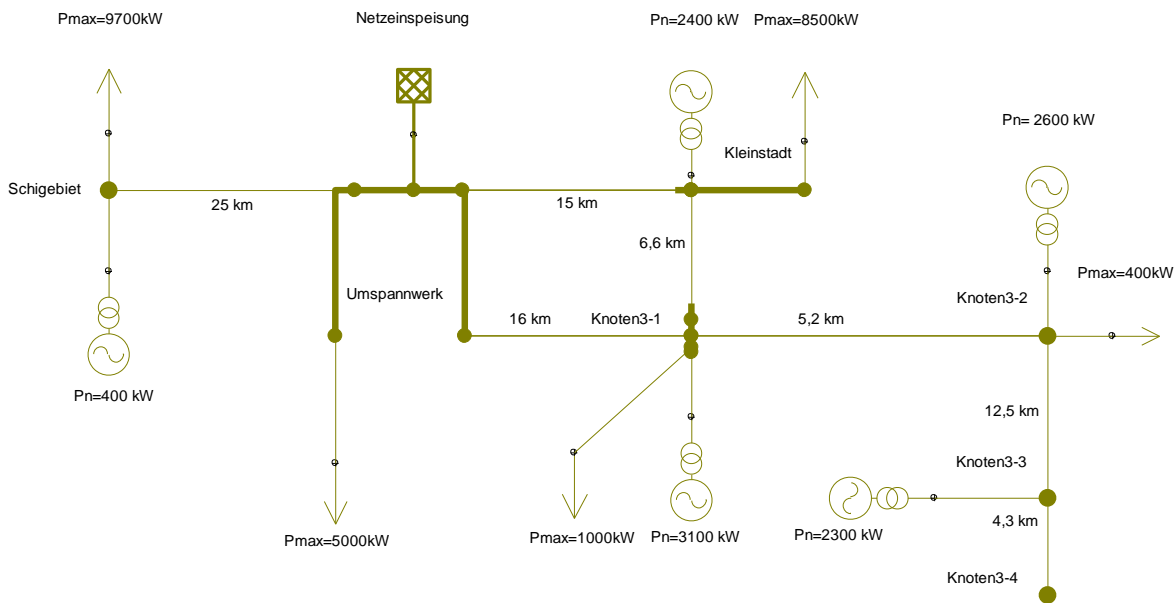 Pmax=9700kW
Netzeinspeisung
Pn=2400 kW
Pmax=8500kW
Pn= 2600 kW
Kleinstadt
Schigebiet
25 km
15 km
6,6 km
Pmax=400kW
Umspannwerk
Knoten3-2
16 km
Knoten3-1
5,2 km
Pn=400 kW
12,5 km
Knoten3-3
Pmax=5000kW
Pmax=1000kW
Pn=3100 kW
Pn=2300 kW
4,3 km
Knoten3-4